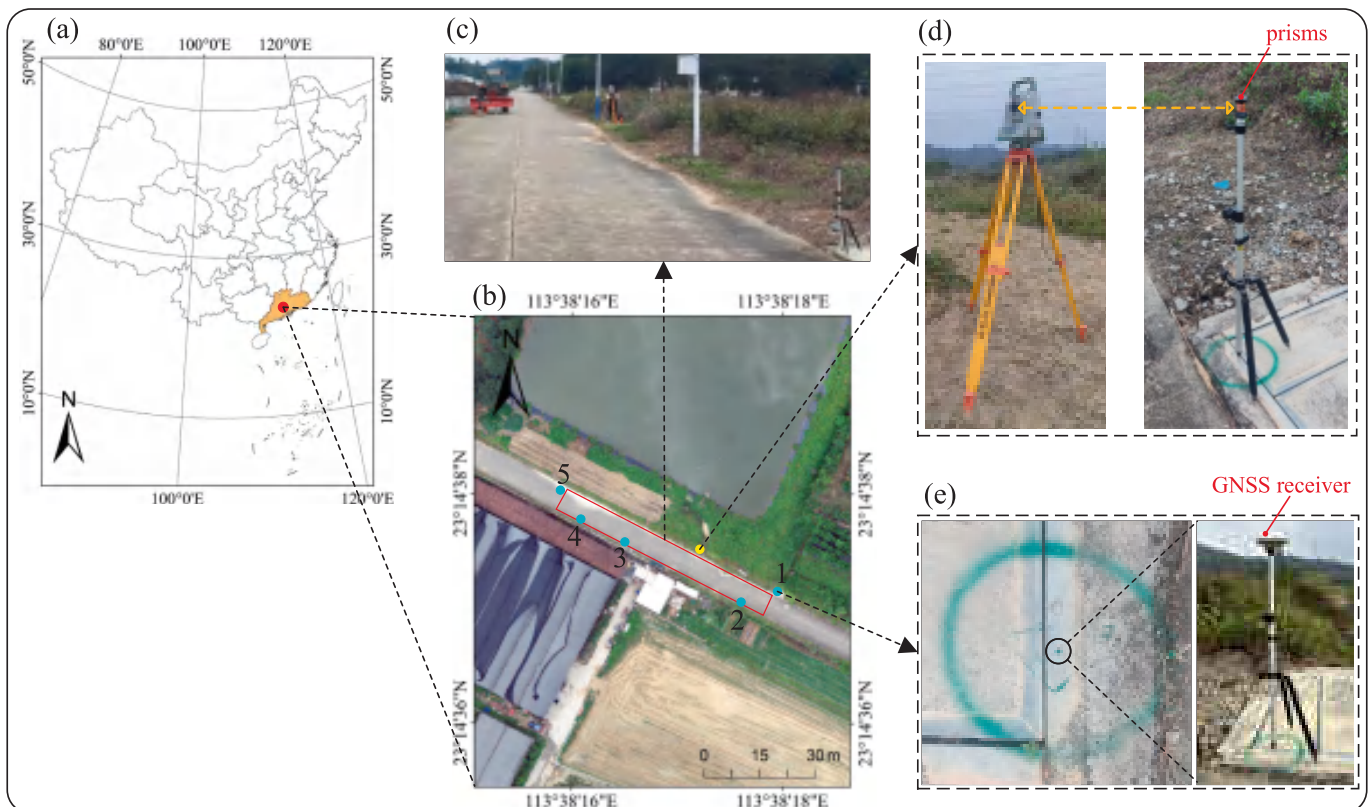 (a)
80°0'E 100°0'E 120°0'E
50°0'N
50°0'N
30°0'N
30°0'N
10°0'N
10°0'N
N
100°0'E
120°0'E
(c)
(b)
113°38'16"E 113°38'18"E
N
23°14'38"N
23°14'38"N
5
4
3
1
2
23°14'36"N
23°14'36"N
0 15 30 m
113°38'16"E 113°38'18"E
(d)
prisms
(e)
GNSS receiver